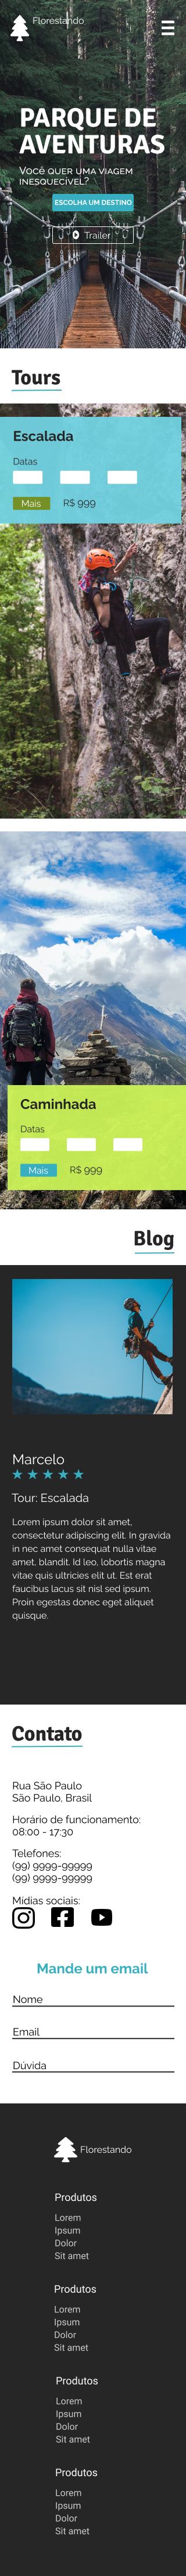 Florestando
PARQUE DE
AVENTURAS
Você quer uma viagem
inesquecível?
ESCOLHA UM DESTINO
Trailer
Tours
Escalada
Datas
Mais
R$ 999
Caminhada
Datas
Mais
R$ 999
Blog
Marcelo
Tour: Escalada
Lorem ipsum dolor sit amet,
consectetur adipiscing elit. In gravida
in nec amet consequat nulla vitae
amet, blandit. Id leo, lobortis magna
vitae quis ultricies elit ut. Est erat
faucibus lacus sit nisl sed ipsum.
Proin egestas donec eget aliquet
quisque.
Contato
Rua São Paulo
São Paulo, Brasil
Horário de funcionamento:
08:00 - 17:30
Telefones:
(99) 9999-99999
(99) 9999-99999
Mídias sociais:
Mande um email
Nome
Email
Dúvida
Florestando
Produtos
Lorem
Ipsum
Dolor
Sit amet
Produtos
Lorem
Ipsum
Dolor
Sit amet
Produtos
Lorem
Ipsum
Dolor
Sit amet
Produtos
Lorem
Ipsum
Dolor
Sit amet